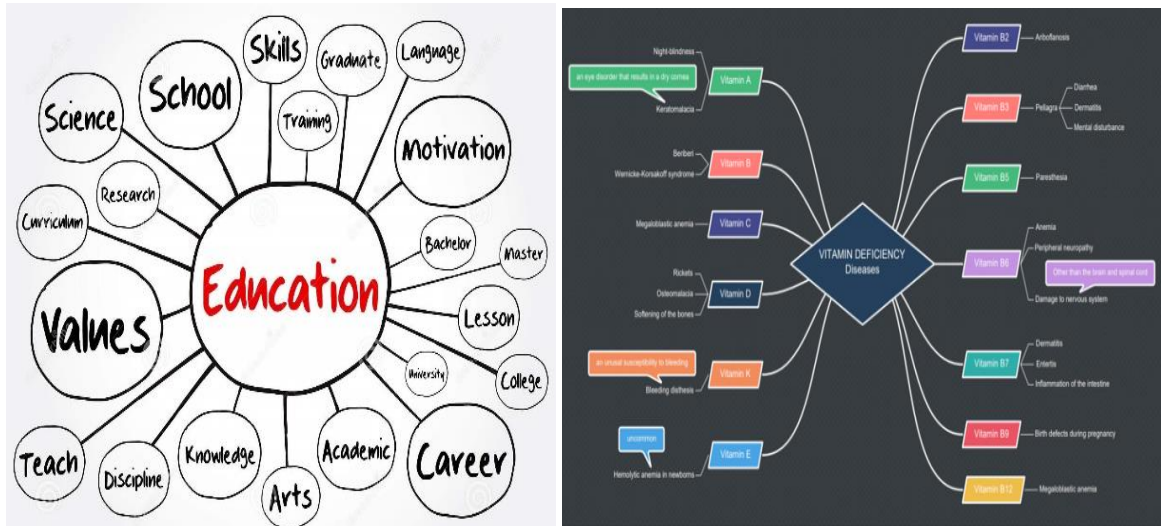 Skills
Graduate
Language
School
Training
Science
Motivation
Research
Curriculum
Bachelor
Master
Education
Values
Lesson
University
College
Teach
Discipline
Knowledge
Arts
Academic
Career
VITAMIN DEFICIENCY
Diseases
Vitamin A
Night-blindness
an eye disorder that results in a dry cornea
Keratomalacia
Vitamin B
Beriberi
Wernicke-Korsakoff syndrome
Vitamin C
Megaloblastic anemia
Vitamin D
Rickets
Osteomalacia
Softening of the bones
Vitamin K
an unusal susceptibility to bleeding
Bleeding diethesis
Vitamin E
uncommon
Hemolytic anemia in newborns
Vitamin B2
Ariboflanosis
Vitamin B3
Pellagra
Diarrhea
Dermatitis
Mental disturbance
Vitamin B5
Paresthesia
Vitamin B6
Anemia
Peripheral neuropathy
Other than the brain and spinal cord
Damage to nervous system
Vitamin B7
Dermatitis
Enteritis
Inflammation of the intestine
Vitamin B9
Birth defects during pregnancy
Vitamin B12
Megaloblastic anemia